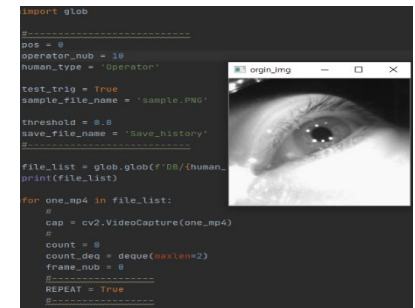 import glob
#---------------------------
pos = 0
operator_nub = 10
human_type = 'Operator'
orgin_img
test_trig = True
sample_file_name = 'sample.PNG'
threshold = 0.8
save_file_name = 'Save_history'
#---------------------------
file_list = glob.glob(f'DB/{human_
print(file_list)
for one_mp4 in file_list:
#
cap = cv2.VideoCapture(one_mp4)
#
count = 0
count_deq = deque(maxlen=2)
frame_nub = 0
#-----------------
REPEAT = True
#-----------------